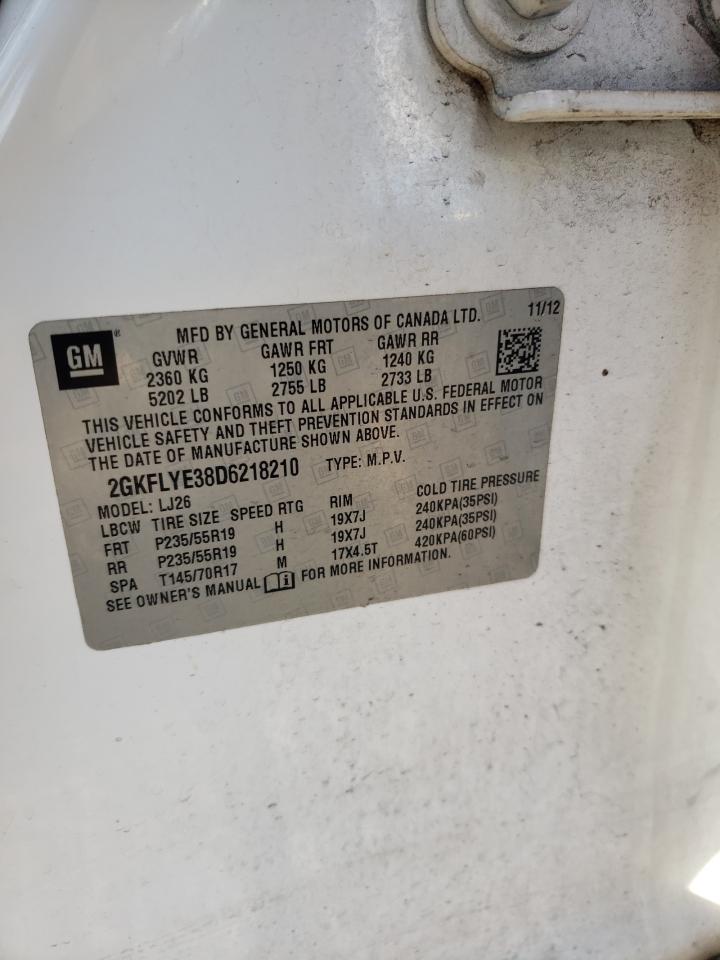 11/12
GM® MFD BY GENERAL MOTORS OF CANADA LTD.
GVWR GAWR FRT GAWR RR
2360 KG 1250 KG 1240 KG
5202 LB 2755 LB 2733 LB
THIS VEHICLE CONFORMS TO ALL APPLICABLE U.S. FEDERAL MOTOR
VEHICLE SAFETY AND THEFT PREVENTION STANDARDS IN EFFECT ON
THE DATE OF MANUFACTURE SHOWN ABOVE.
2GKFLYE38D6218210 TYPE: M.P.V.
MODEL: LJ26
LBCW TIRE SIZE SPEED RTG RIM COLD TIRE PRESSURE
FRT P235/55R19 H 19X7J 240KPA(35PSI)
RR P235/55R19 H 19X7J 240KPA(35PSI)
SPA T145/70R17 M 17X4.5T 420KPA(60PSI)
SEE OWNER'S MANUAL FOR MORE INFORMATION.